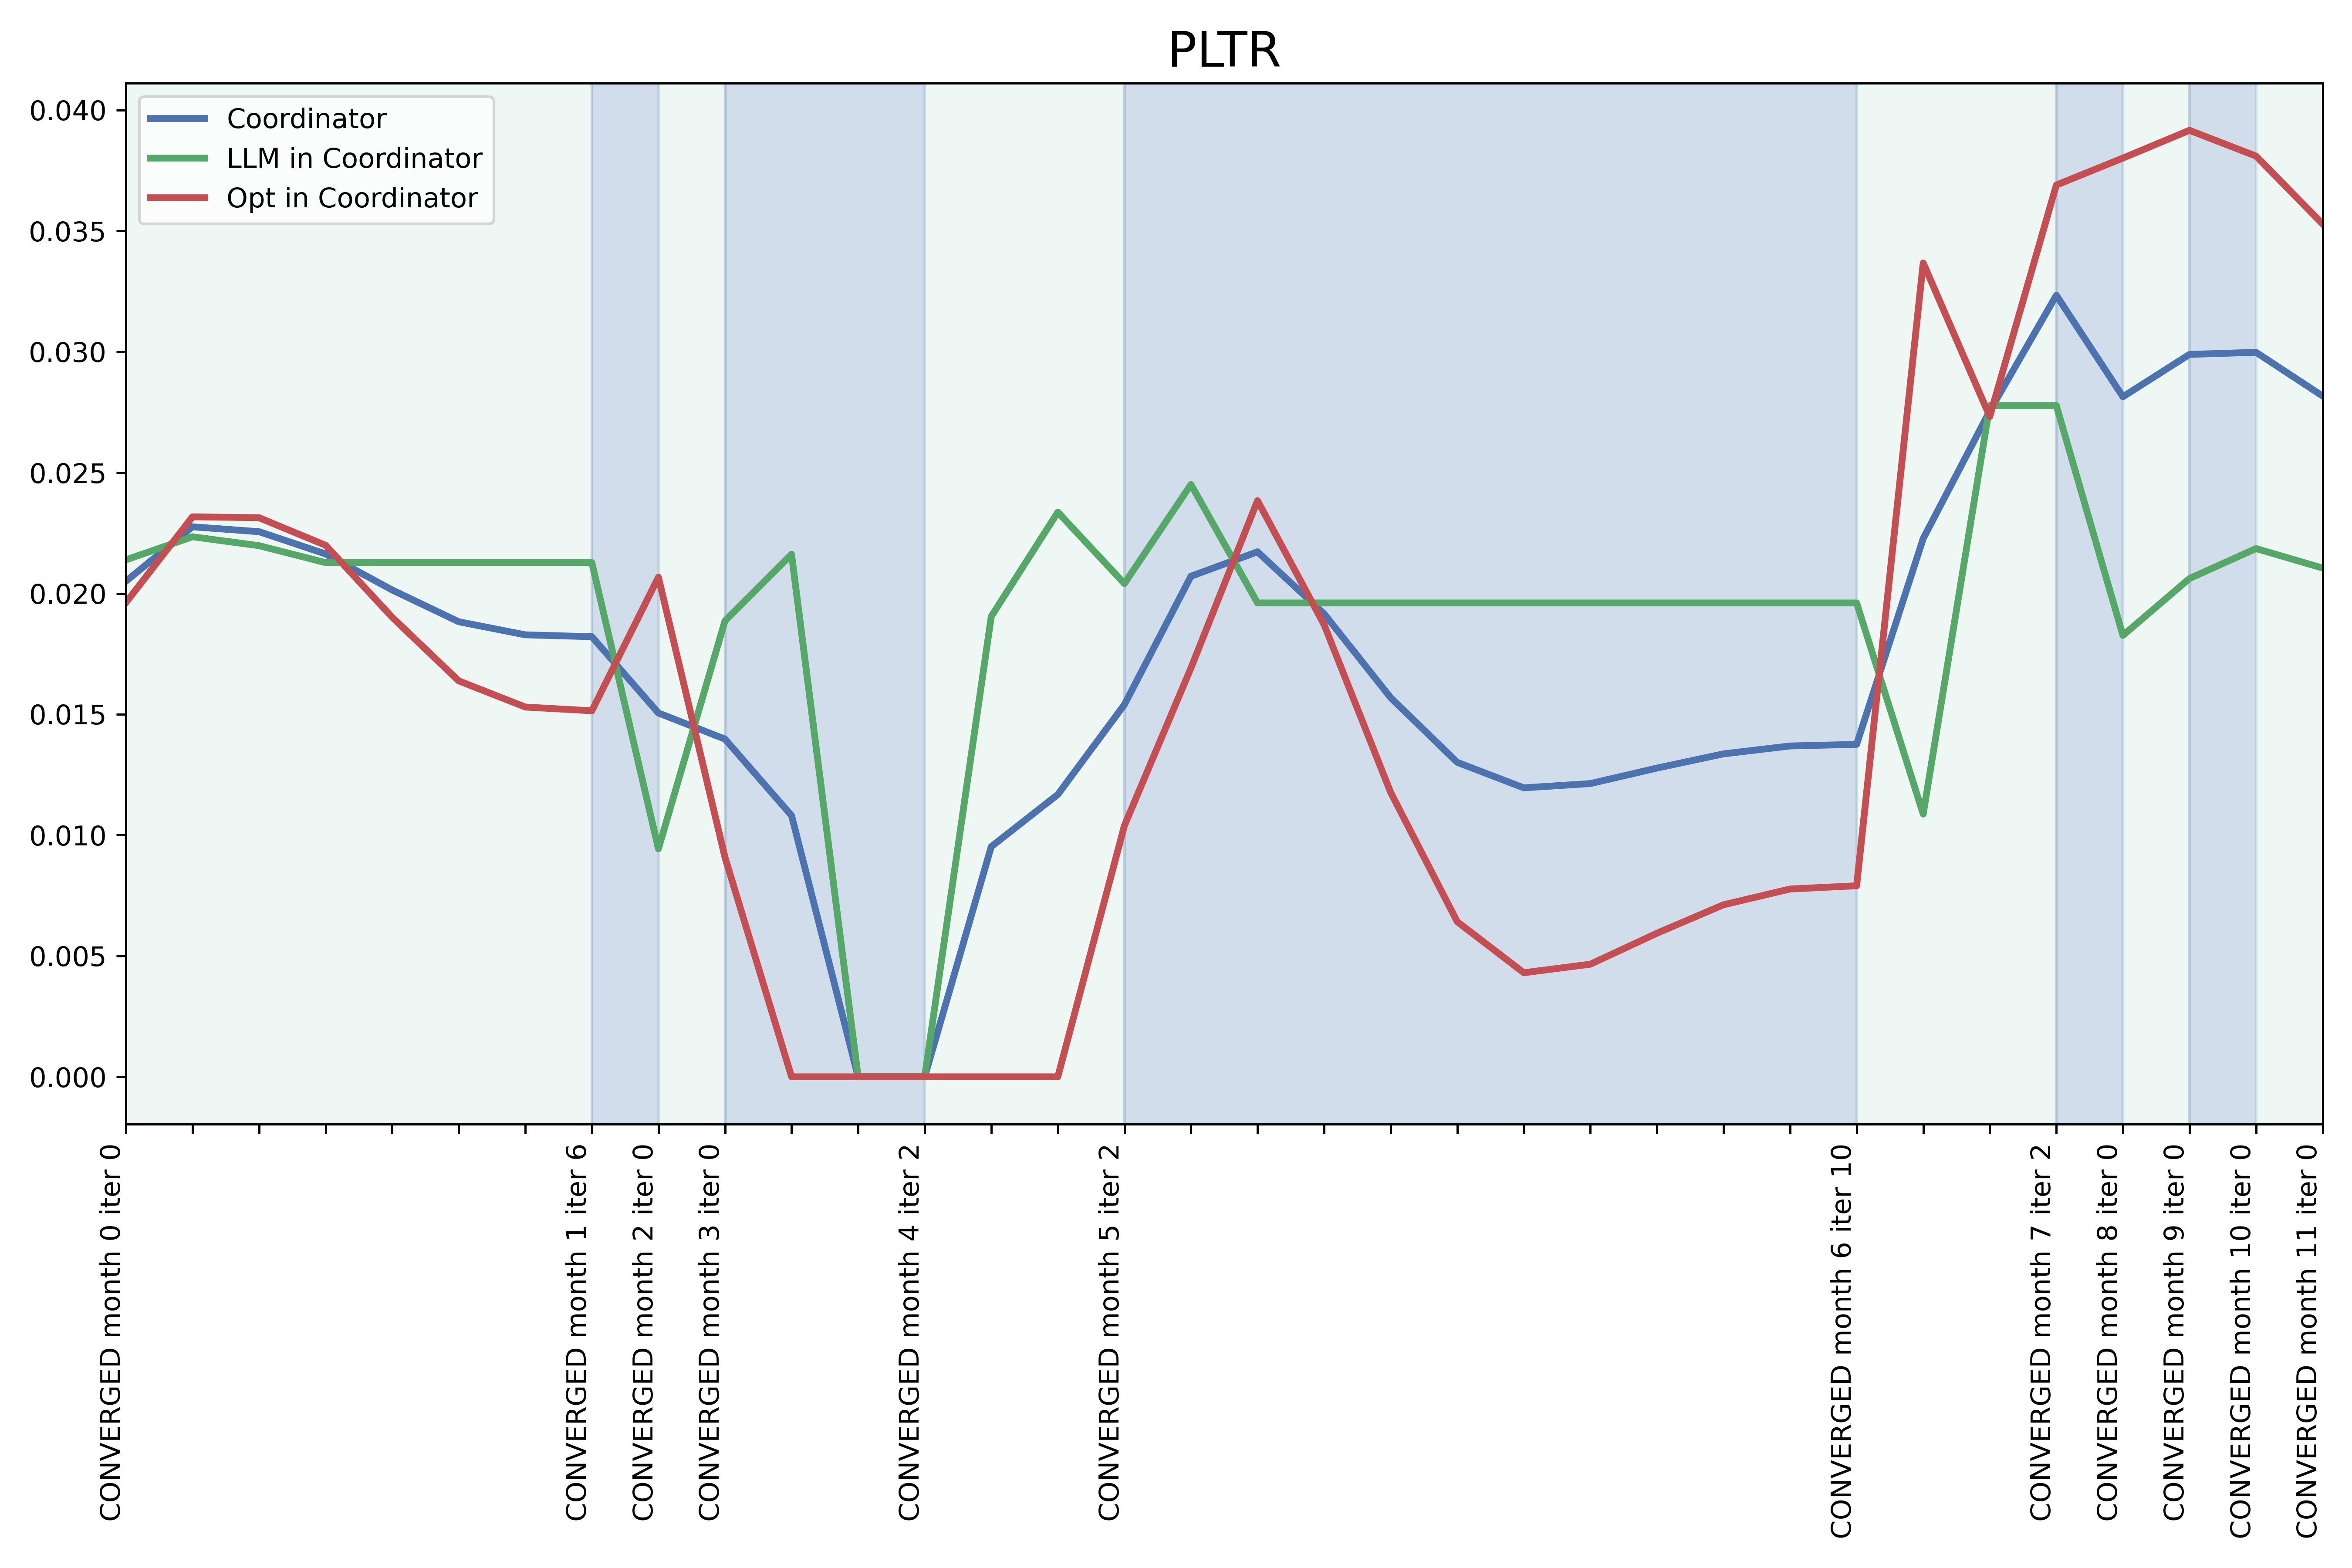 PLTR
Coordinator
LLM in Coordinator
Opt in Coordinator
0.040
0.035
0.030
0.025
0.020
0.015
0.010
0.005
0.000
CONVERGED month 0 iter 0
CONVERGED month 1 iter 6
CONVERGED month 2 iter 0
CONVERGED month 3 iter 0
CONVERGED month 4 iter 2
CONVERGED month 5 iter 2
CONVERGED month 6 iter 10
CONVERGED month 7 iter 2
CONVERGED month 8 iter 0
CONVERGED month 9 iter 0
CONVERGED month 10 iter 0
CONVERGED month 11 iter 0